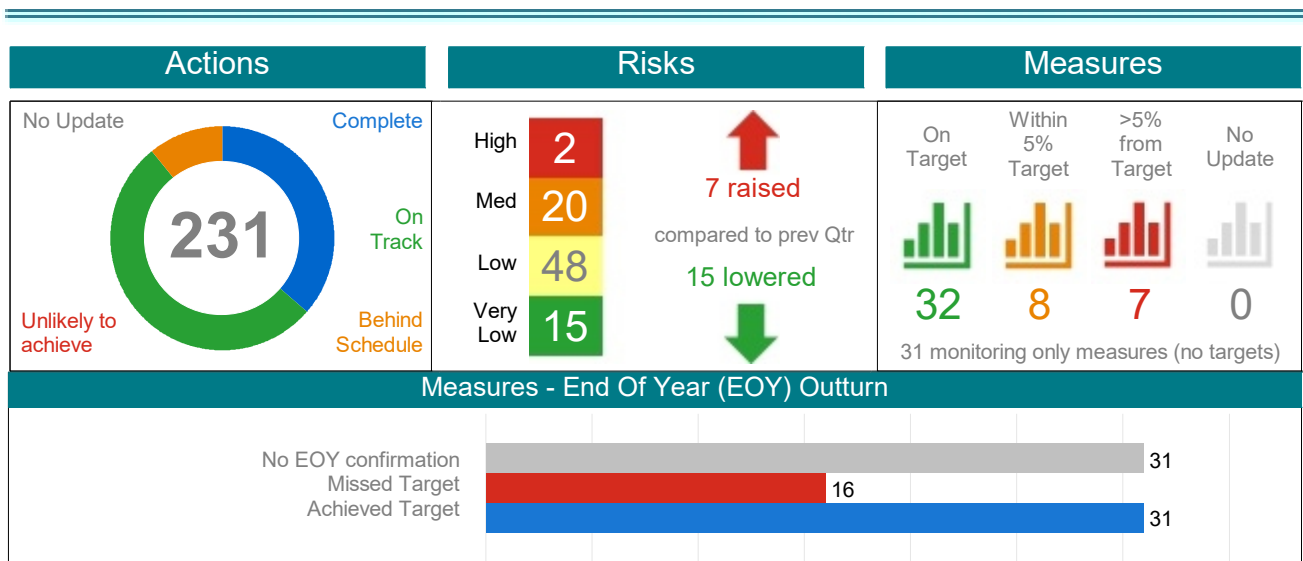 Actions
No Update
Complete
231
On
Track
Unlikely to
achieve
Behind
Schedule
Risks
High
2
Med
20
Low
48
Very
Low
15
7 raised
compared to prev Qtr
15 lowered
Measures
On
Target
Within
5%
Target
>5%
from
Target
No
Update
32
8
7
0
31 monitoring only measures (no targets)
Measures - End Of Year (EOY) Outturn
No EOY confirmation
31
Missed Target
16
Achieved Target
31